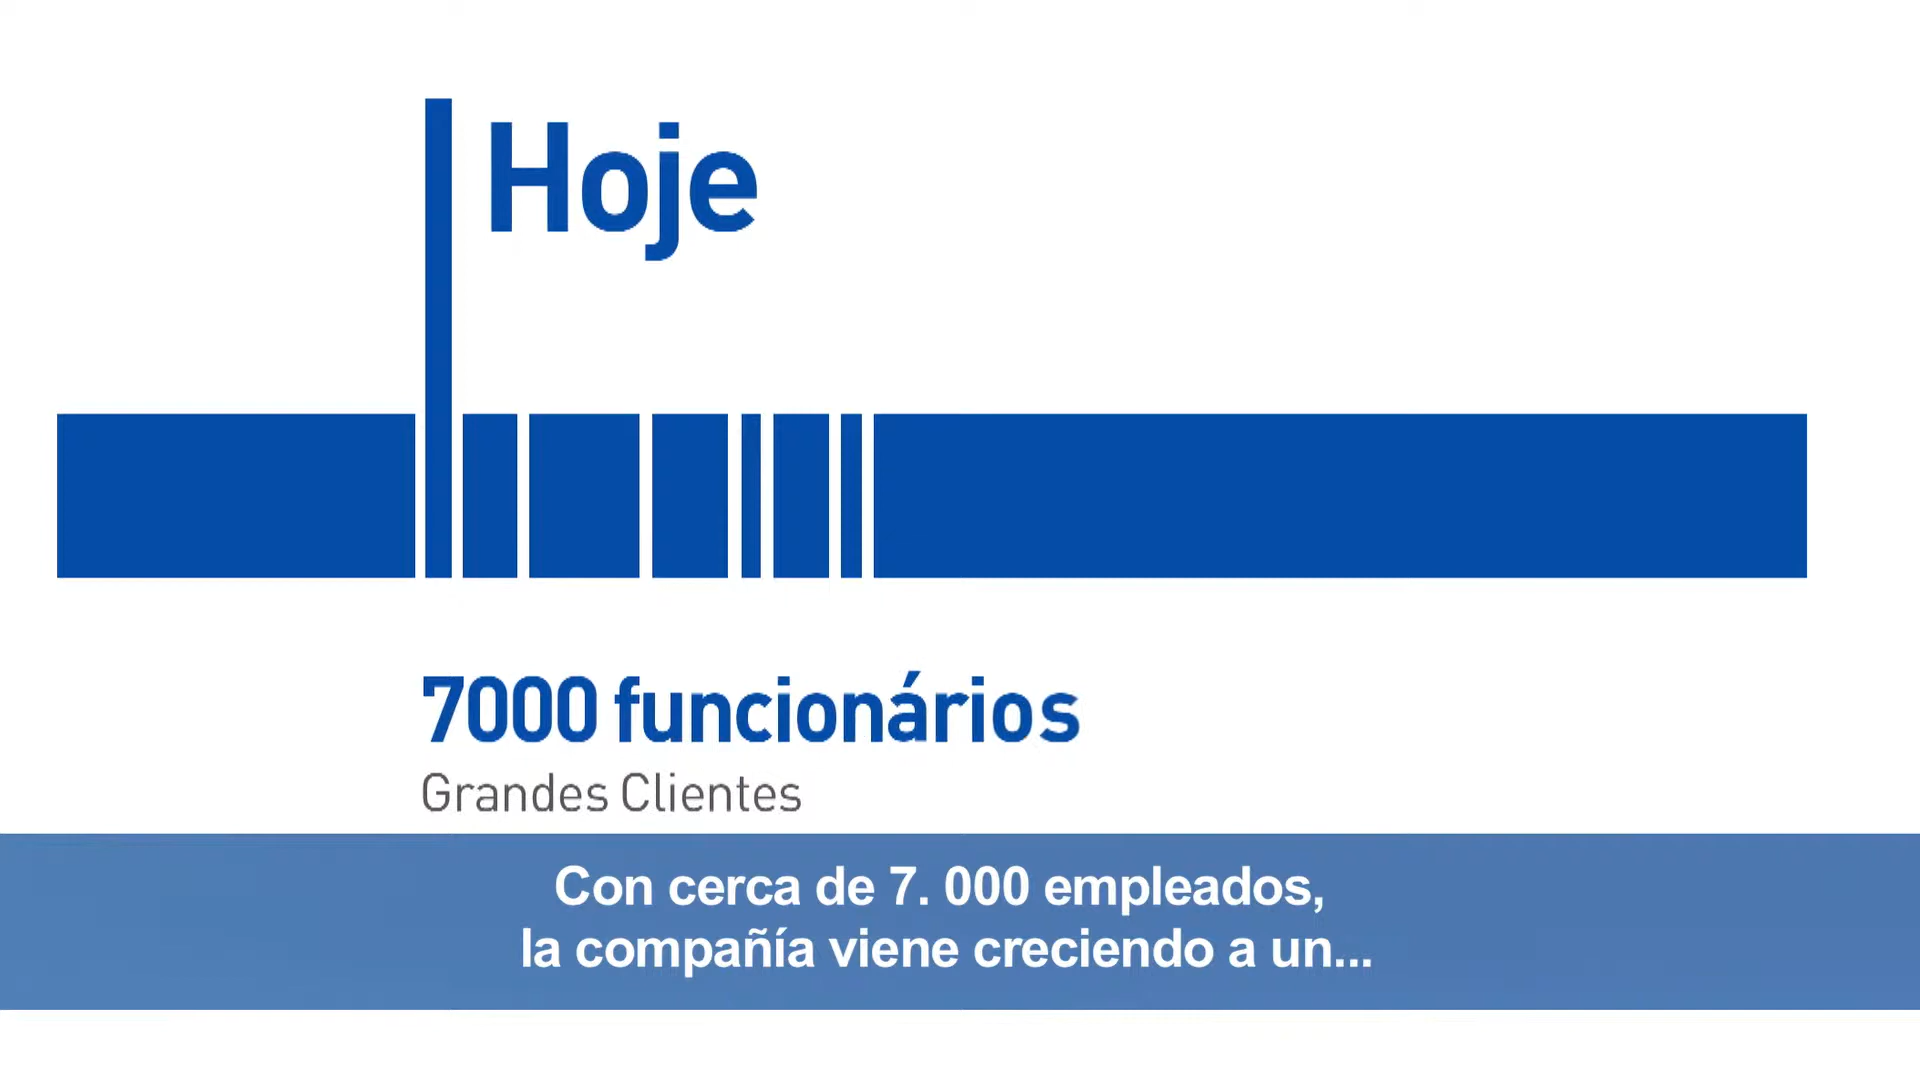 Hoje
7000 funcionários
Grandes Clientes
Con cerca de 7. 000 empleados,
la compañía viene creciendo a un...